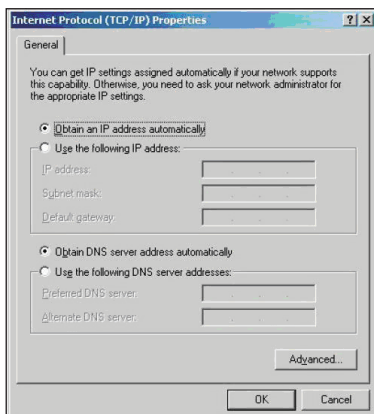 Internet Protocol (TCP/IP) Properties
General
You can get IP settings assigned automatically if your network supports
this capability. Otherwise, you need to ask your network administrator for
the appropriate IP settings.
Obtain an IP address automatically
Use the following IP address:
IP address:
Subnet mask:
Default gateway:
Obtain DNS server address automatically
Use the following DNS server addresses:
Preferred DNS server:
Alternate DNS server:
Advanced...
OK Cancel